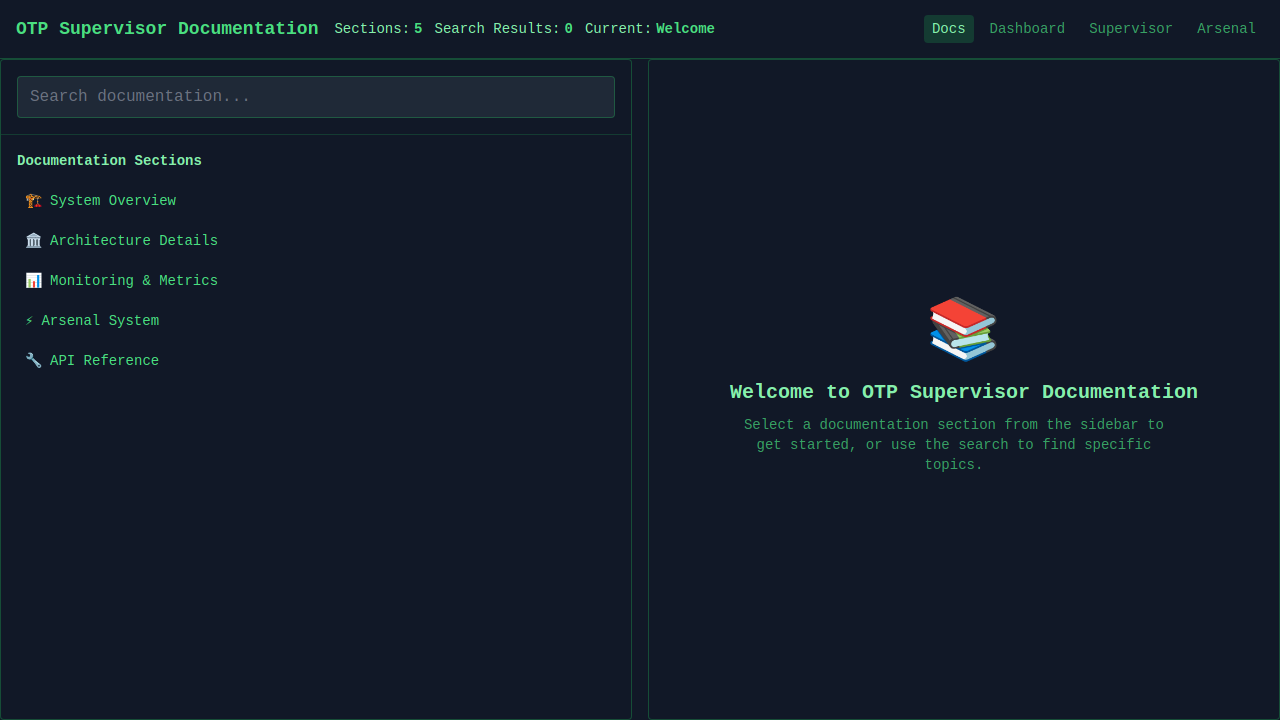 OTP Supervisor Documentation
Sections: 5 Search Results: 0 Current: Welcome
Docs Dashboard Supervisor Arsenal
Search documentation...
Documentation Sections
System Overview
Architecture Details
Monitoring & Metrics
⚡ Arsenal System
API Reference
Welcome to OTP Supervisor Documentation
Select a documentation section from the sidebar to
get started, or use the search to find specific
topics.